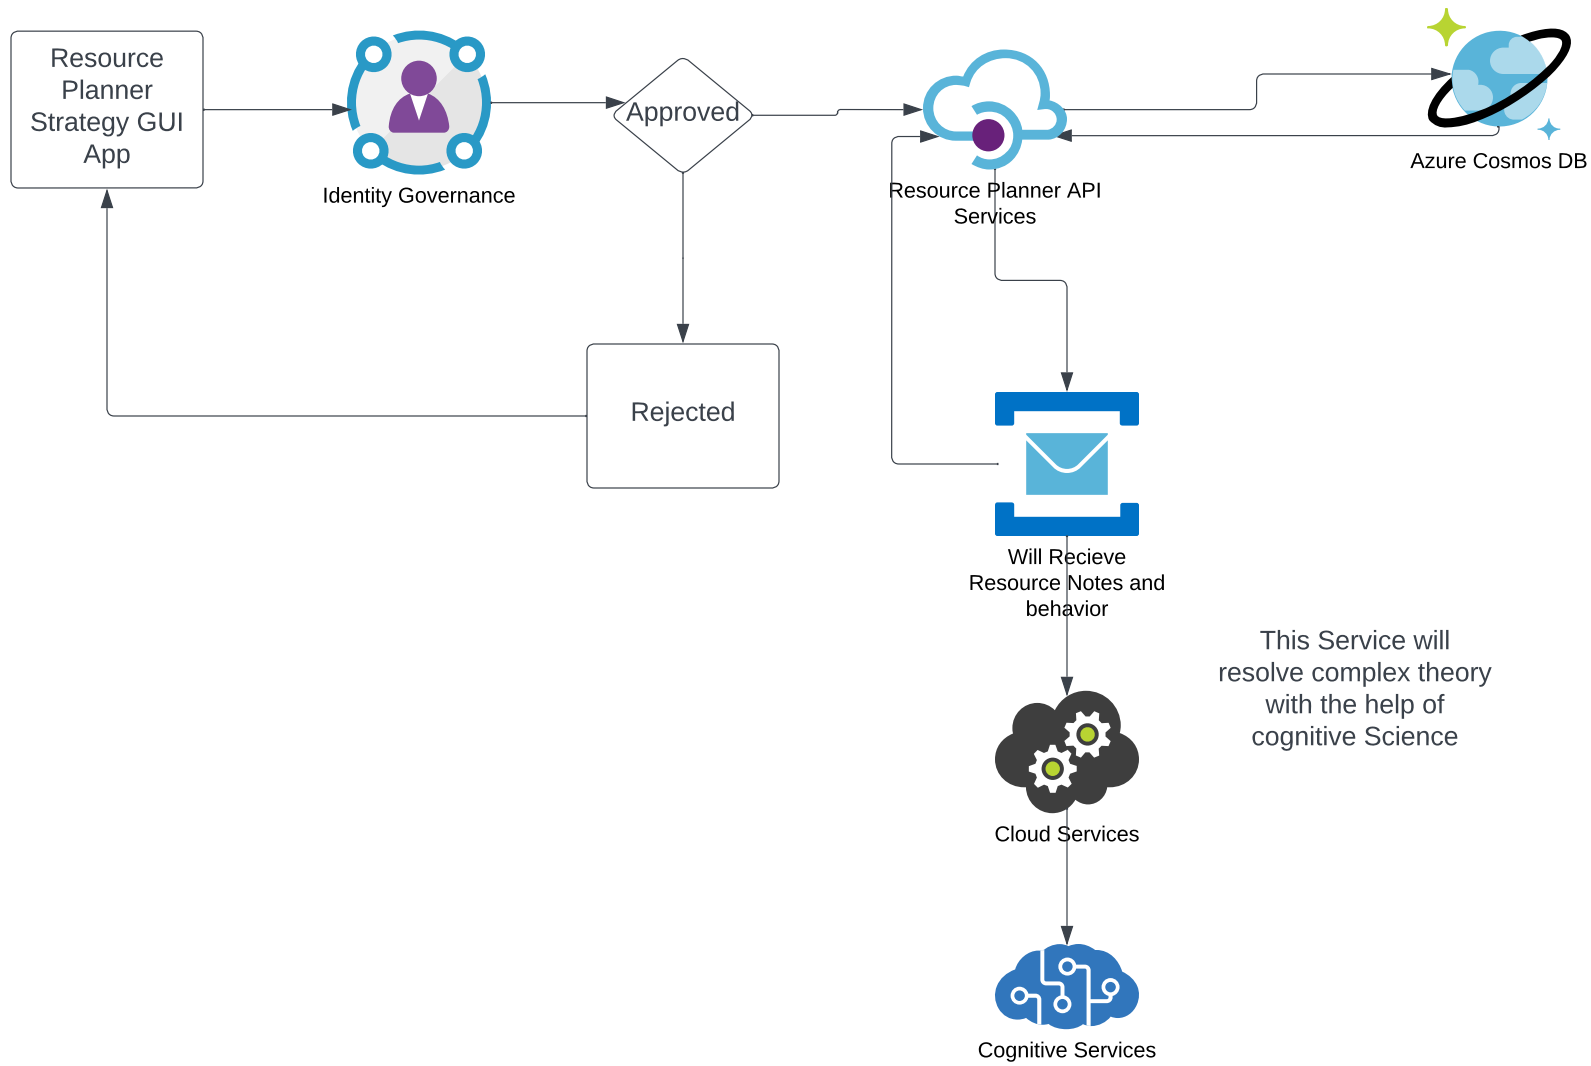 Resource
Planner
Strategy GUI
App
Identity Governance
Approved
Resource Planner API
Services
Azure Cosmos DB
Rejected
Will Recieve
Resource Notes and
behavior
This Service will
resolve complex theory
with the help of
cognitive Science
Cloud Services
Cognitive Services